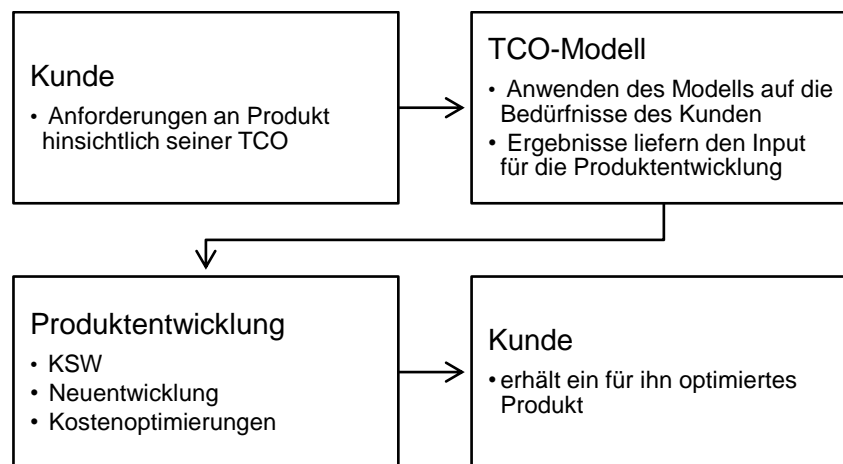 Kunde
• Anforderungen an Produkt
hinsichtlich seiner TCO
TCO-Modell
• Anwenden des Modells auf die
Bedürfnisse des Kunden
• Ergebnisse liefern den Input
für die Produktentwicklung
Produktentwicklung
• KSW
• Neuentwicklung
• Kostenoptimierungen
Kunde
• erhält ein für ihn optimiertes
Produkt